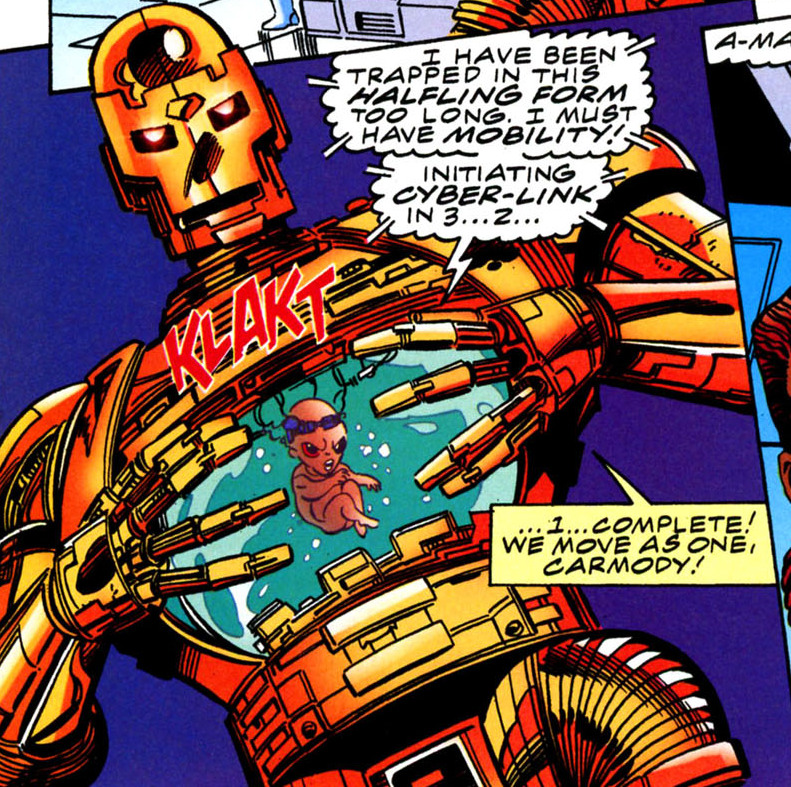 I HAVE BEEN
TRAPPED IN THIS
HALFLING FORM
TOO LONG. I MUST
HAVE MOBILITY!
INITIATING
CYBER-LINK
IN 3...2...
A-MA
KLAKT
...1...COMPLETE!
WE MOVE AS ONE,
CARMODY!